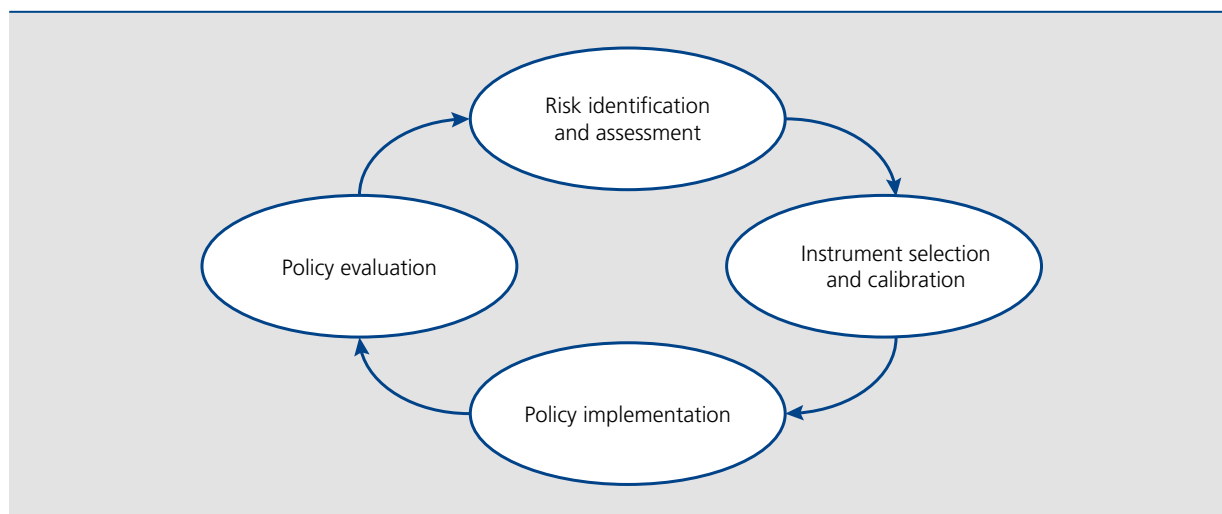 Risk identification
and assessment
Instrument selection
and calibration
Policy implementation
Policy evaluation